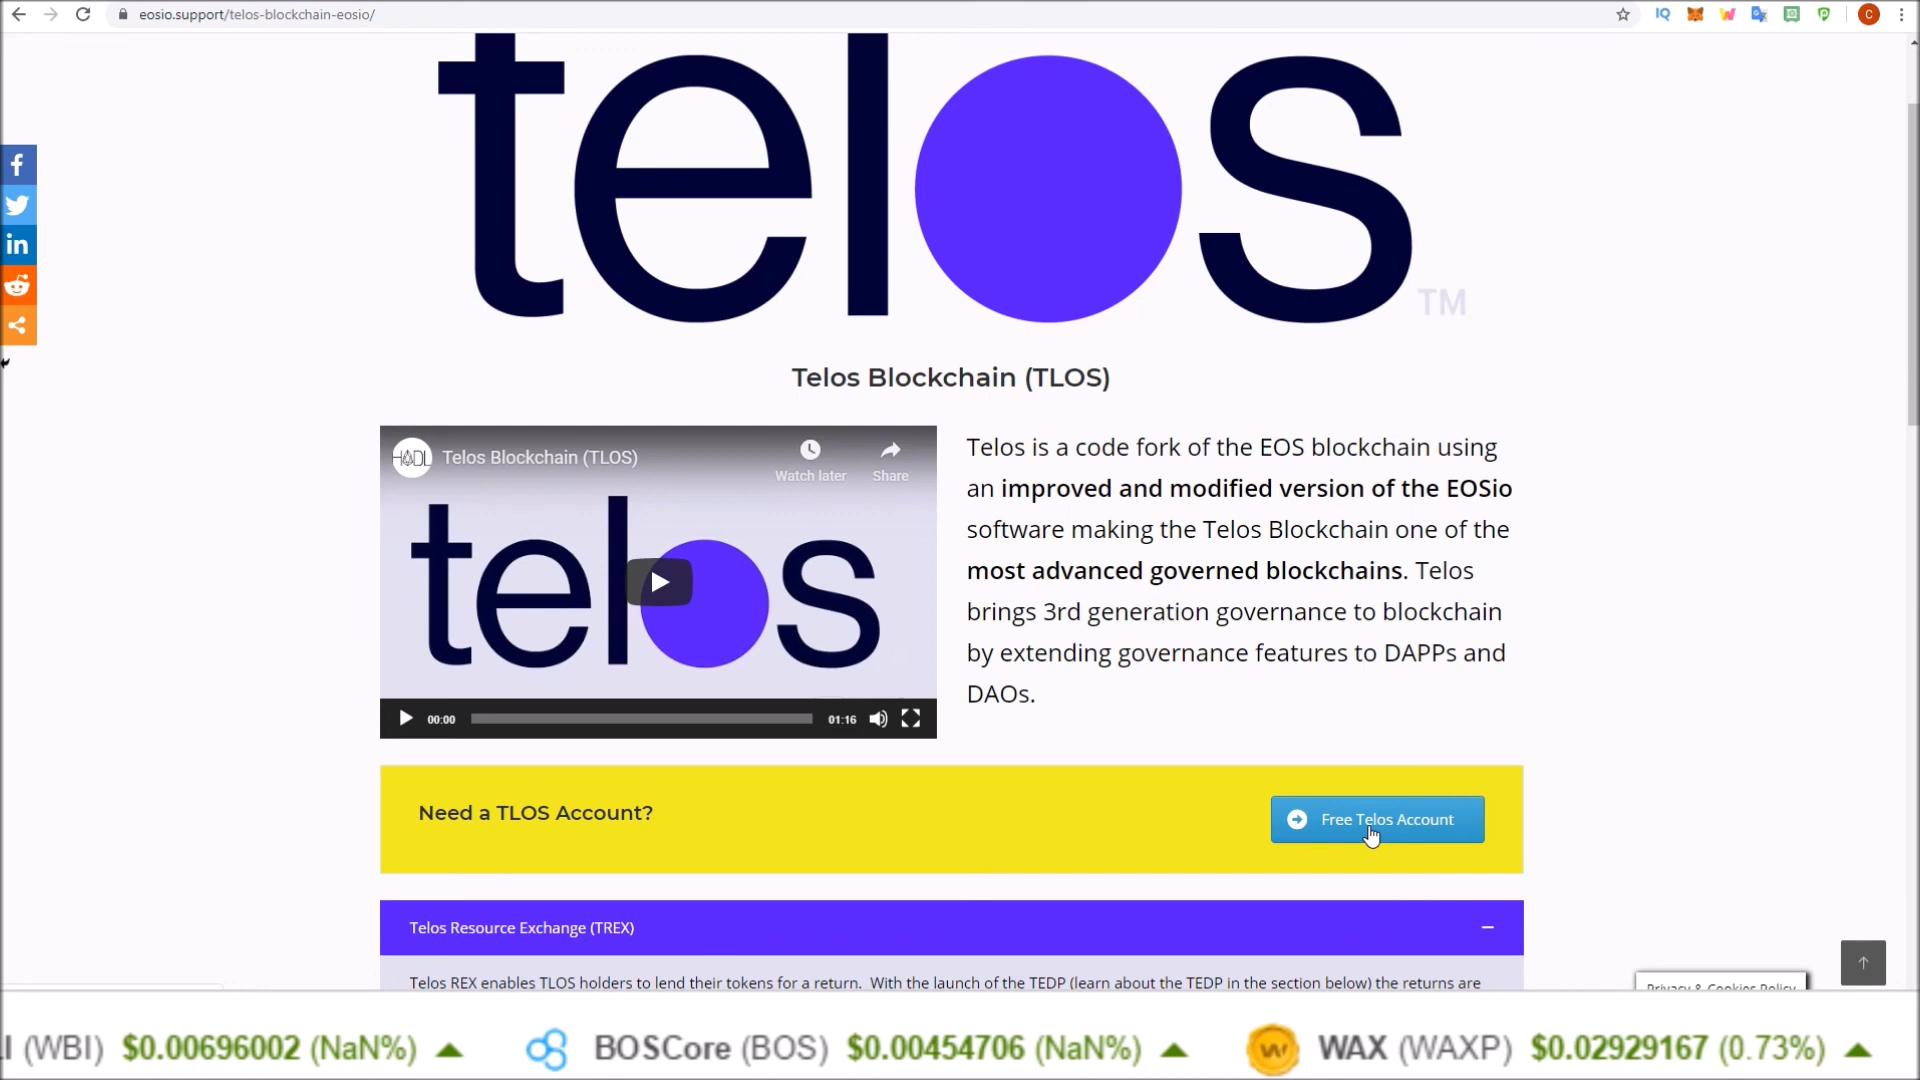 eosio.support/telos-blockchain-eosio/
telos
TM
Telos Blockchain (TLOS)
HODL
Telos Blockchain (TLOS)
Watch later
Share
telos
00:00
01:16
Telos is a code fork of the EOS blockchain using
an improved and modified version of the EOSio
software making the Telos Blockchain one of the
most advanced governed blockchains. Telos
brings 3rd generation governance to blockchain
by extending governance features to DAPPs and
DAOs.
Need a TLOS Account?
Free Telos Account
Telos Resource Exchange (TREX)
Telos REX enables TLOS holders to lend their tokens for a return. With the launch of the TEDP (learn about the TEDP in the section below) the returns are
Privacy & Cookies Policy
(WBI) $0.00696002 (NaN%)
BOSCore (BOS) $0.00454706 (NaN%)
WAX (WAXP) $0.02929167 (0.73%)